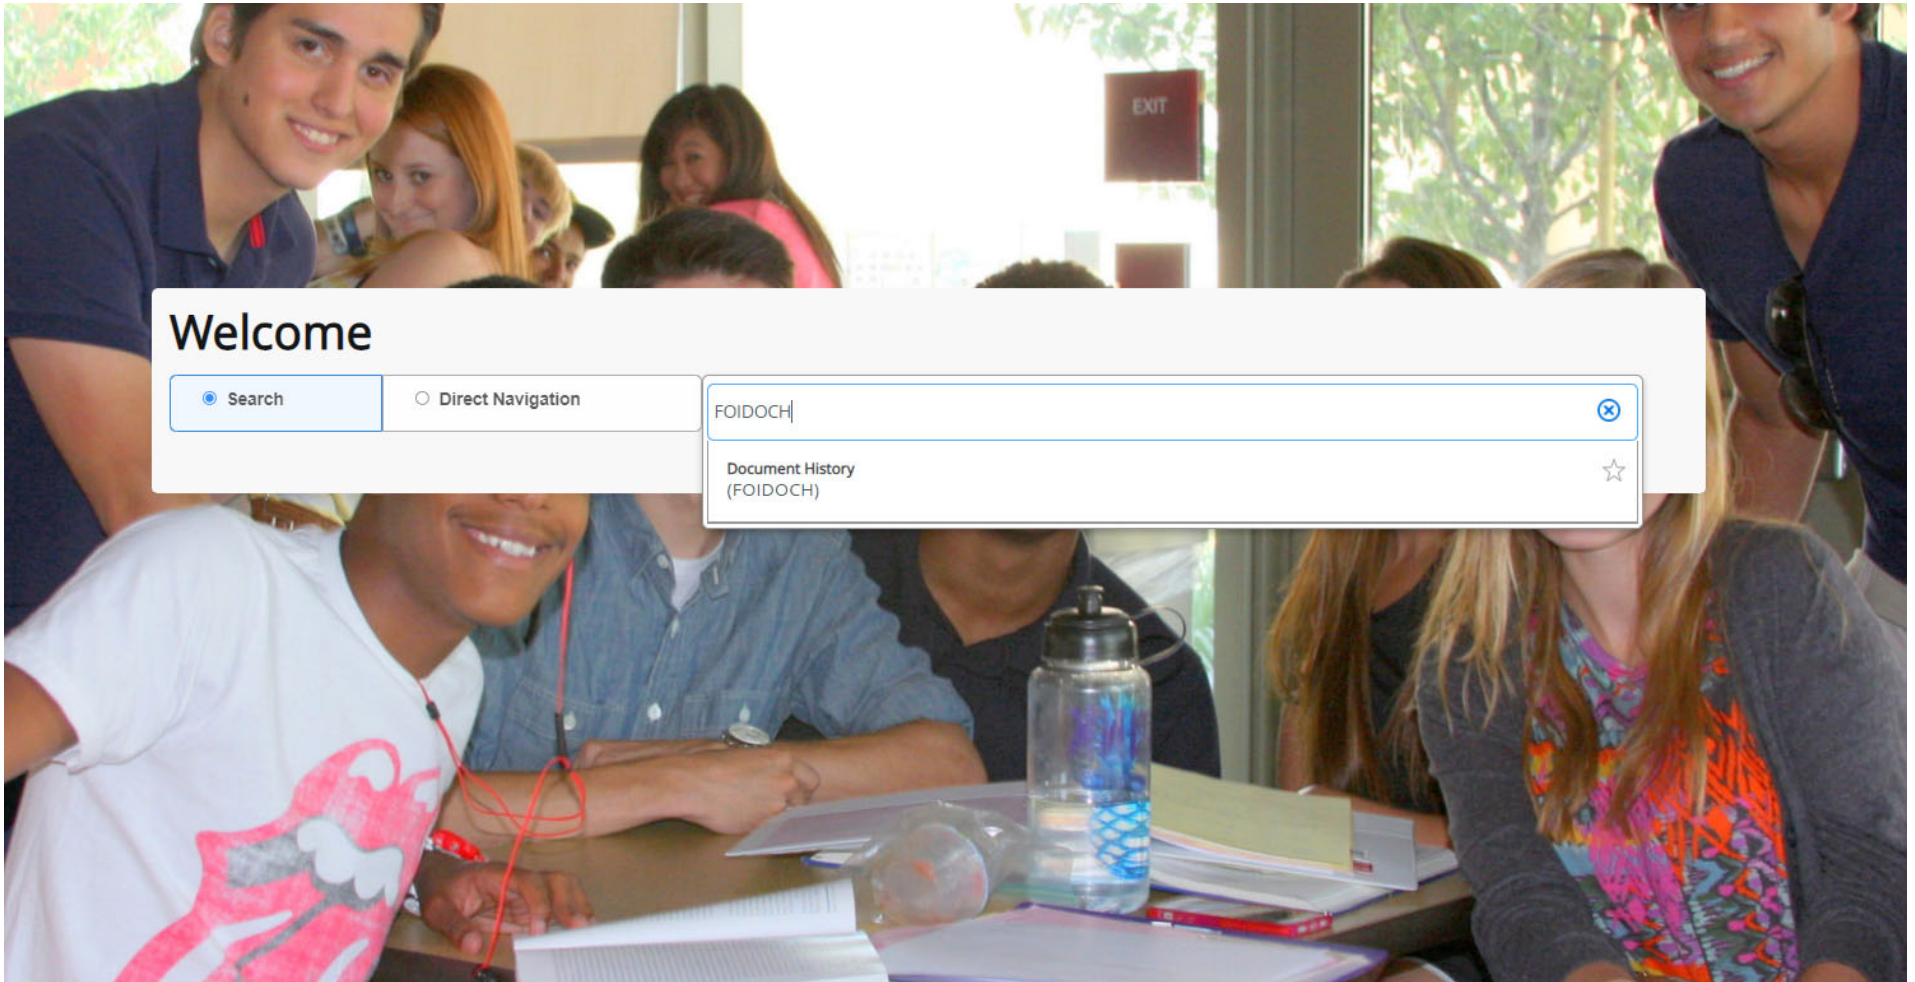 EXIT
Welcome
Search
Direct Navigation
FOIDOCH
Document History
(FOIDOCH)